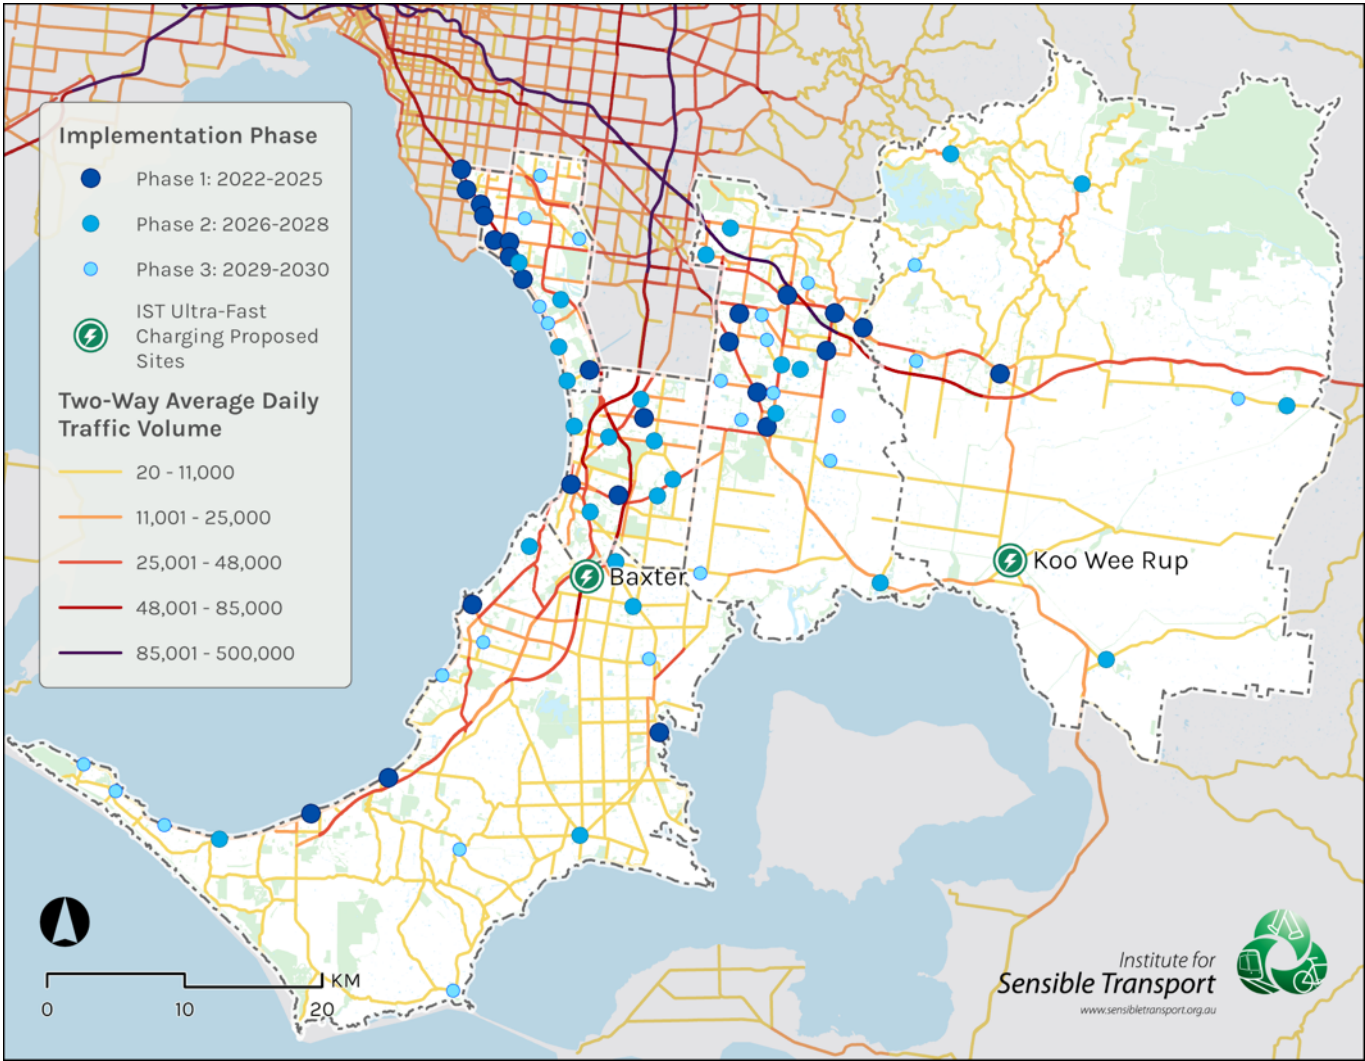 Implementation Phase
Phase 1: 2022-2025
Phase 2: 2026-2028
Phase 3: 2029-2030
IST Ultra-Fast
Charging Proposed
Sites
Two-Way Average Daily
Traffic Volume
20 - 11,000
11,001 - 25,000
25,001 - 48,000
48,001 - 85,000
85,001 - 500,000
Baxter
Koo Wee Rup
KM
0 10 20
Institute for
Sensible Transport
www.sensibletransport.org.au